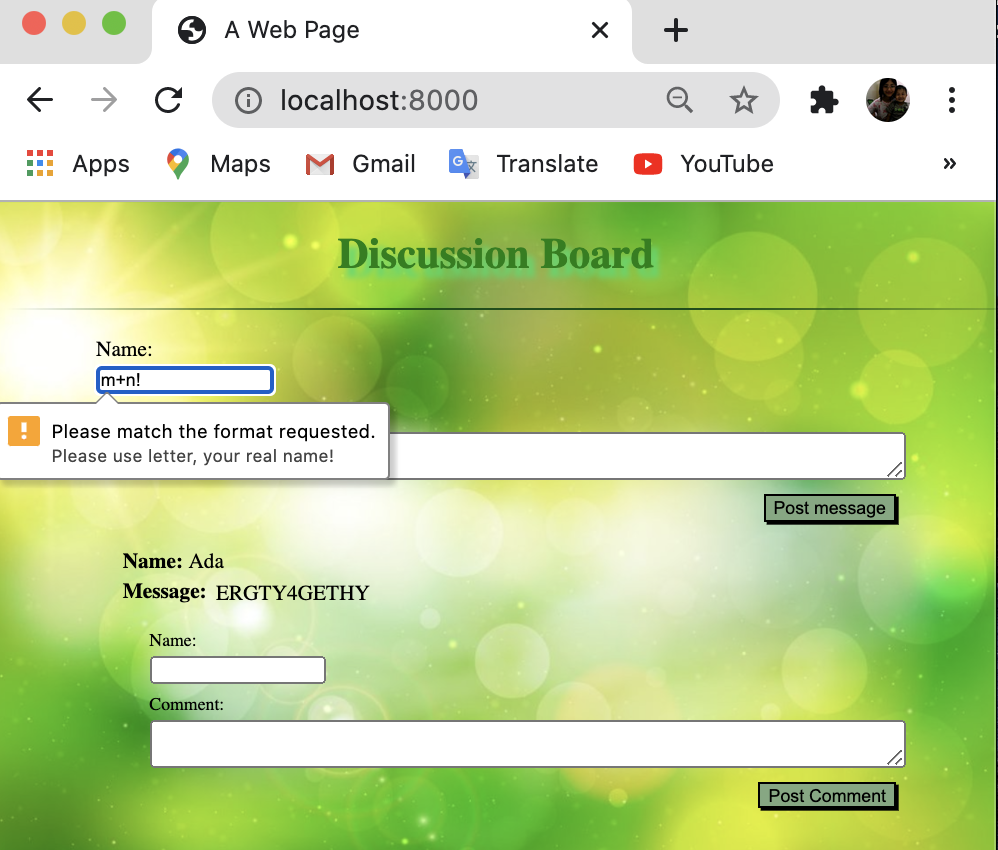 A Web Page
localhost:8000
Apps Maps Gmail Translate YouTube »
Discussion Board
Name:
m+n!
Please match the format requested.
Please use letter, your real name!
Post message
Name: Ada
Message: ERGTY4GETHY
Name:
Comment:
Post Comment